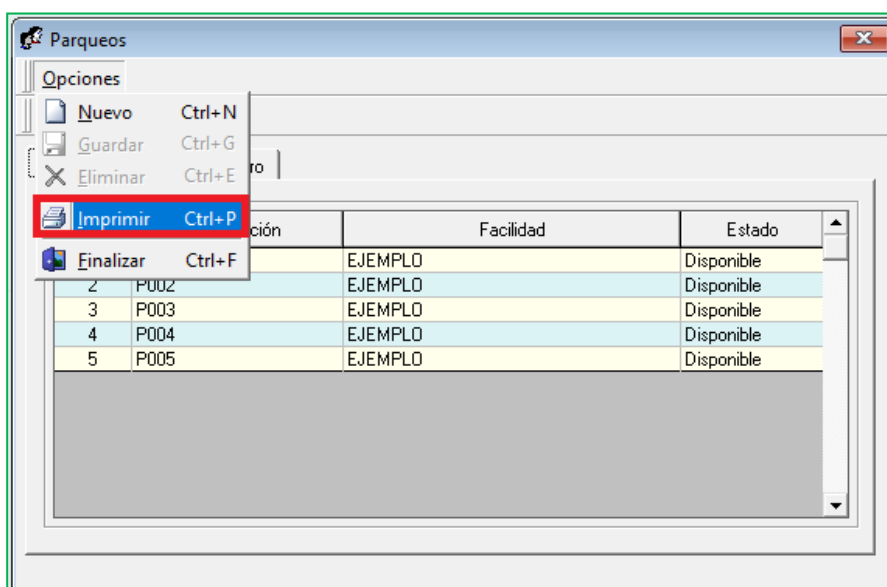 Parqueos
Opciones
Nuevo Ctrl+N
Guardar Ctrl+G
Eliminar Ctrl+E
Imprimir Ctrl+P
Finalizar Ctrl+F
ro
ción Facilidad Estado
EJEMPLO Disponible
2 P002 EJEMPLO Disponible
3 P003 EJEMPLO Disponible
4 P004 EJEMPLO Disponible
5 P005 EJEMPLO Disponible